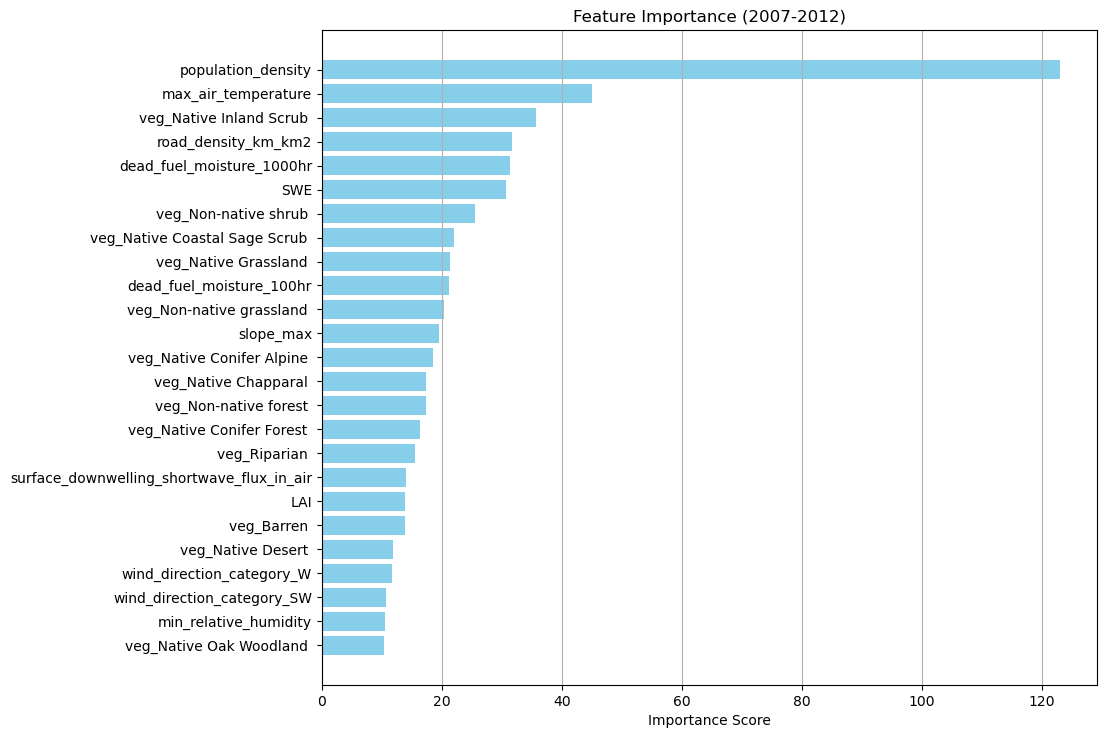 Feature Importance (2007-2012)
population_density
max_air_temperature
veg_Native Inland Scrub
road_density_km_km2
dead_fuel_moisture_1000hr
SWE
veg_Non-native shrub
veg_Native Coastal Sage Scrub
veg_Native Grassland
dead_fuel_moisture_100hr
veg_Non-native grassland
slope_max
veg_Native Conifer Alpine
veg_Native Chapparal
veg_Non-native forest
veg_Native Conifer Forest
veg_Riparian
surface_downwelling_shortwave_flux_in_air
LAI
veg_Barren
veg_Native Desert
wind_direction_category_W
wind_direction_category_SW
min_relative_humidity
veg_Native Oak Woodland
0 20 40 60 80 100 120
Importance Score